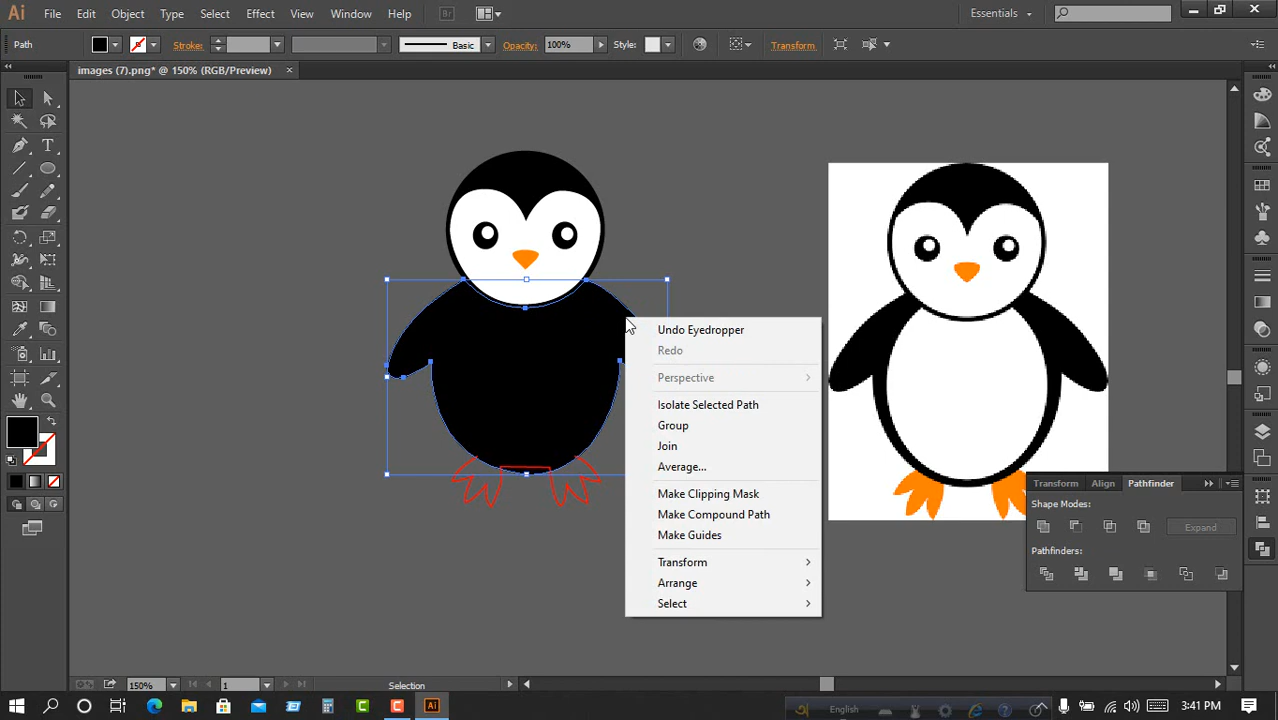 Ai File Edit Object Type Select Effect View Window Help Br Essentials
Path Stroke: Basic Opacity: 100% Style: Transform
images (7).png* @ 150% (RGB/Preview) ×
Undo Eyedropper
Redo
Perspective
Isolate Selected Path
Group
Join
Average...
Make Clipping Mask
Make Compound Path
Make Guides
Transform
Arrange
Select
Transform Align Pathfinder
Shape Modes:
Expand
Pathfinders:
150% 1 Selection
English 3:41 PM